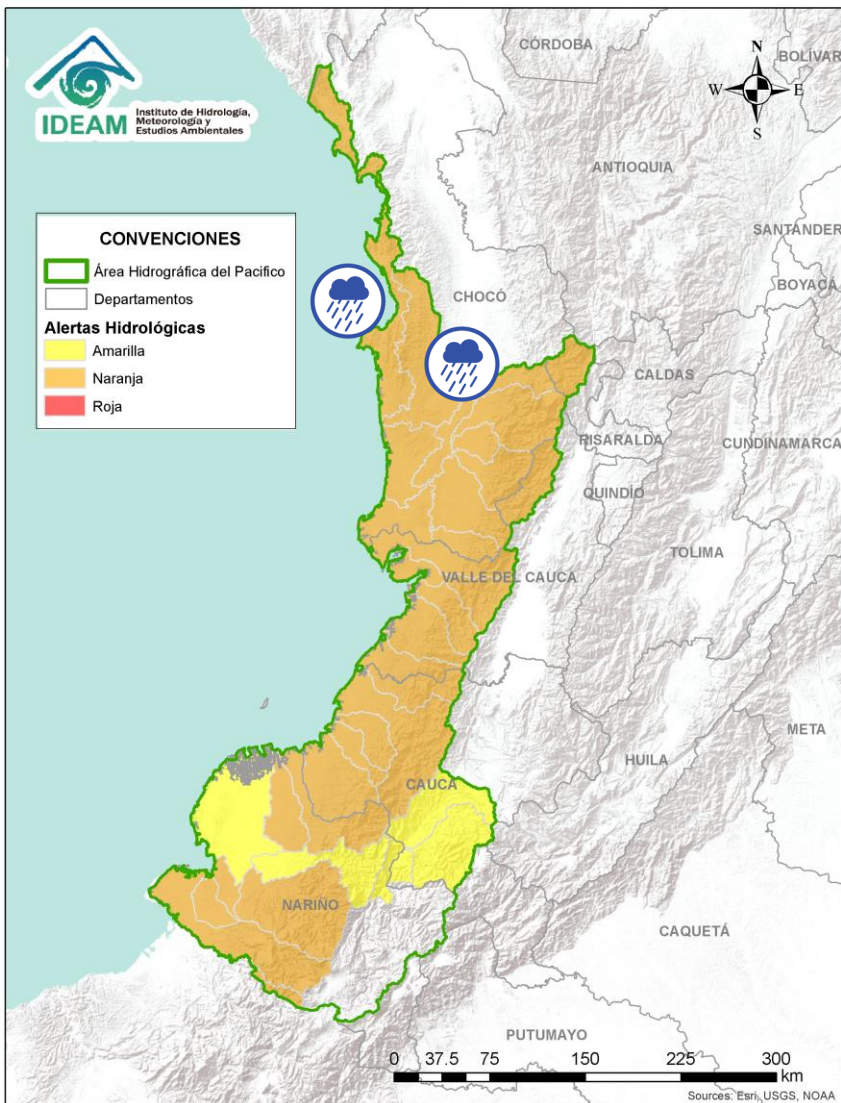 IDEAM
Instituto de Hidrología,
Meteorología y
Estudios Ambientales
CÓRDOBA
BOLÍVAR
N
W
E
S
ANTIOQUIA
SANTANDER
BOYACÁ
CONVENCIONES
Área Hidrográfica del Pacifico
Departamentos
Alertas Hidrológicas
Amarilla
Naranja
Roja
CHOCÓ
CALDAS
RISARALDA
CUNDINAMARCA
QUINDÍO
TOLIMA
VALLE DEL CAUCA
META
HUILA
CAUCA
NARIÑO
CAQUETÁ
PUTUMAYO
0 37.5 75 150 225 300
km
Sources: Esri, USGS, NOAA